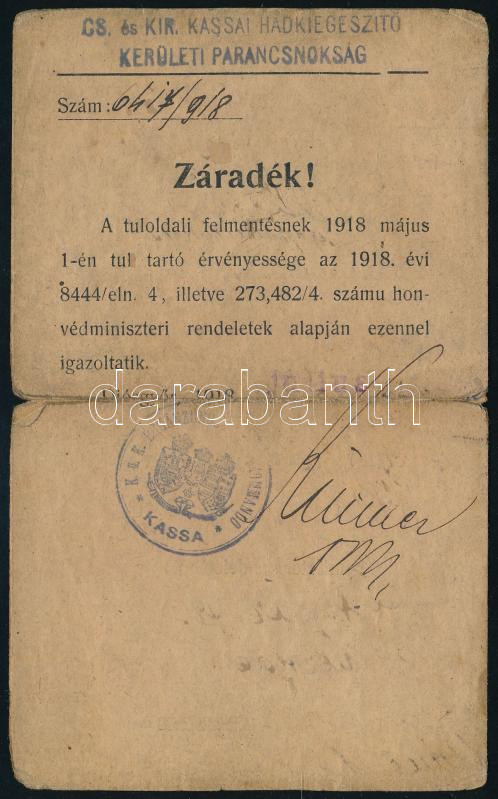 CS. és KIR. KASSAI HADKIEGESZITŐ
KERÜLETI PARANCSNOKSÁG
Szám: 6417/918
Záradék!
A tuloldali felmentésnek 1918 május
1-én tul tartó érvényessége az 1918. évi
8444/eln. 4, illetve 273,482/4. számu hon-
védminiszteri rendeletek alapján ezennel
igazoltatik.
1918
darabanth
K.u.K.
KASSA